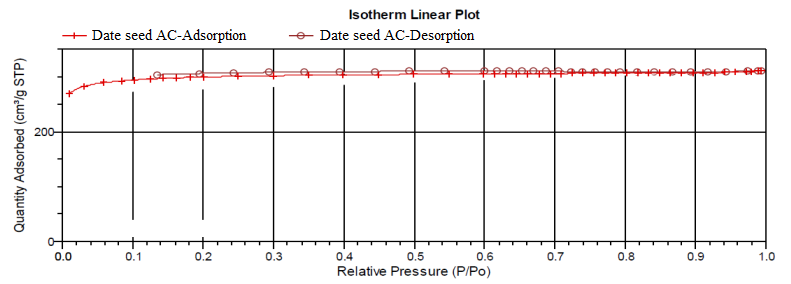 Isotherm Linear Plot
Date seed AC-Adsorption Date seed AC-Desorption
Quantity Adsorbed (cm³/g STP)
200
0
0.0 0.1 0.2 0.3 0.4 0.5 0.6 0.7 0.8 0.9 1.0
Relative Pressure (P/Po)